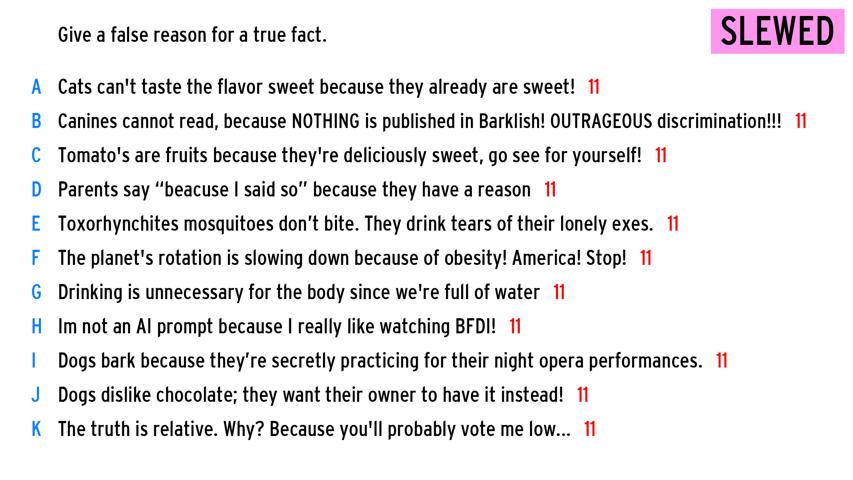 Give a false reason for a true fact.
SLEWED
A Cats can't taste the flavor sweet because they already are sweet! 11
B Canines cannot read, because NOTHING is published in Barklish! OUTRAGEOUS discrimination!!! 11
C Tomato's are fruits because they're deliciously sweet, go see for yourself! 11
D Parents say “beacuse I said so” because they have a reason 11
E Toxorhynchites mosquitoes don’t bite. They drink tears of their lonely exes. 11
F The planet's rotation is slowing down because of obesity! America! Stop! 11
G Drinking is unnecessary for the body since we're full of water 11
H Im not an AI prompt because I really like watching BFDI! 11
I Dogs bark because they’re secretly practicing for their night opera performances. 11
J Dogs dislike chocolate; they want their owner to have it instead! 11
K The truth is relative. Why? Because you'll probably vote me low... 11